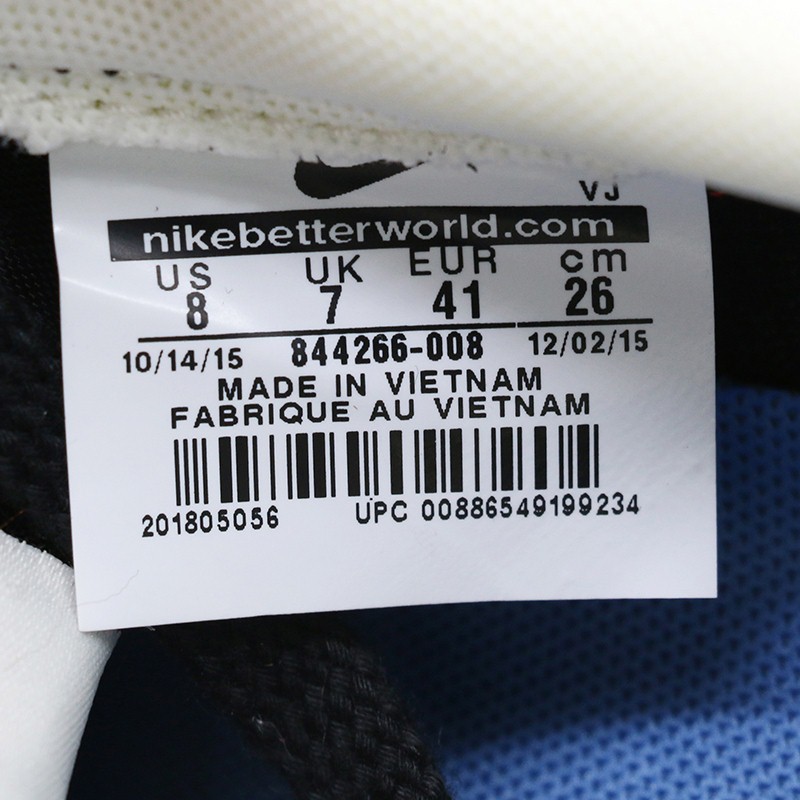 VJ
nikebetterworld.com
US UK EUR cm
8 7 41 26
10/14/15 844266-008 12/02/15
MADE IN VIETNAM
FABRIQUE AU VIETNAM
201805056 UPC 00886549199234